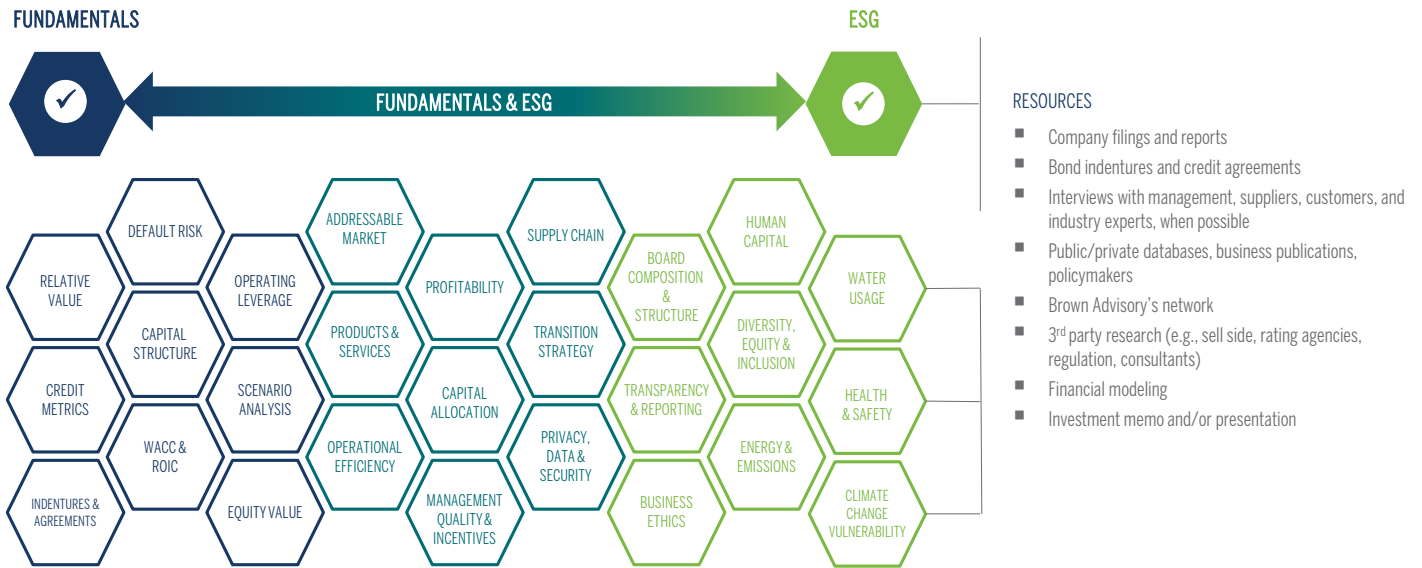 FUNDAMENTALS
ESG
FUNDAMENTALS & ESG
RELATIVE
VALUE
CREDIT
METRICS
INDENTURES &
AGREEMENTS
DEFAULT RISK
CAPITAL
STRUCTURE
WACC &
ROIC
OPERATING
LEVERAGE
SCENARIO
ANALYSIS
EQUITY VALUE
ADDRESSABLE
MARKET
PRODUCTS &
SERVICES
OPERATIONAL
EFFICIENCY
PROFITABILITY
CAPITAL
ALLOCATION
MANAGEMENT
QUALITY &
INCENTIVES
SUPPLY CHAIN
TRANSITION
STRATEGY
PRIVACY,
DATA &
SECURITY
BOARD
COMPOSITION
&
STRUCTURE
TRANSPARENCY
& REPORTING
BUSINESS
ETHICS
HUMAN
CAPITAL
DIVERSITY,
EQUITY &
INCLUSION
ENERGY &
EMISSIONS
WATER
USAGE
HEALTH
& SAFETY
CLIMATE
CHANGE
VULNERABILITY
RESOURCES
Company filings and reports
Bond indentures and credit agreements
Interviews with management, suppliers, customers, and
industry experts, when possible
Public/private databases, business publications,
policymakers
Brown Advisory's network
3rd party research (e.g., sell side, rating agencies,
regulation, consultants)
Financial modeling
Investment memo and/or presentation